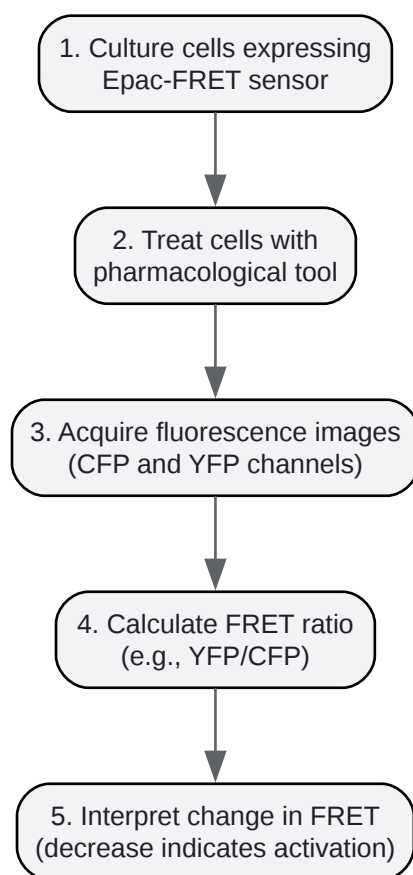 1. Culture cells expressing
Epac-FRET sensor
2. Treat cells with
pharmacological tool
3. Acquire fluorescence images
(CFP and YFP channels)
4. Calculate FRET ratio
(e.g., YFP/CFP)
5. Interpret change in FRET
(decrease indicates activation)